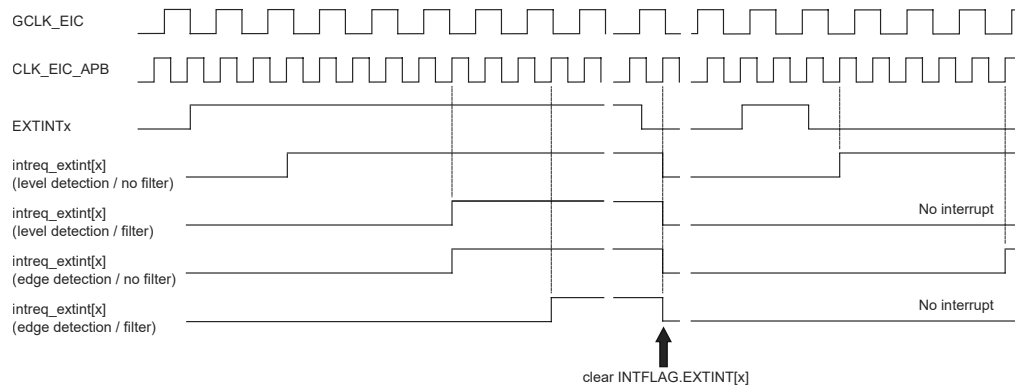 GCLK_EIC
CLK_EIC_APB
EXTINTx
intreq_extint[x]
(level detection / no filter)
intreq_extint[x]
(level detection / filter)
No interrupt
intreq_extint[x]
(edge detection / no filter)
intreq_extint[x]
(edge detection / filter)
No interrupt
clear INTFLAG.EXTINT[x]